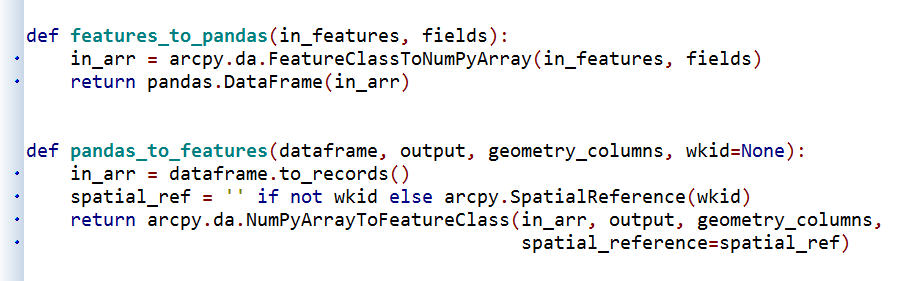 def features_to_pandas(in_features, fields):
    in_arr = arcpy.da.FeatureClassToNumPyArray(in_features, fields)
    return pandas.DataFrame(in_arr)
def pandas_to_features(dataframe, output, geometry_columns, wkid=None):
    in_arr = dataframe.to_records()
    spatial_ref = '' if not wkid else arcpy.SpatialReference(wkid)
    return arcpy.da.NumPyArrayToFeatureClass(in_arr, output, geometry_columns,
                                             spatial_reference=spatial_ref)